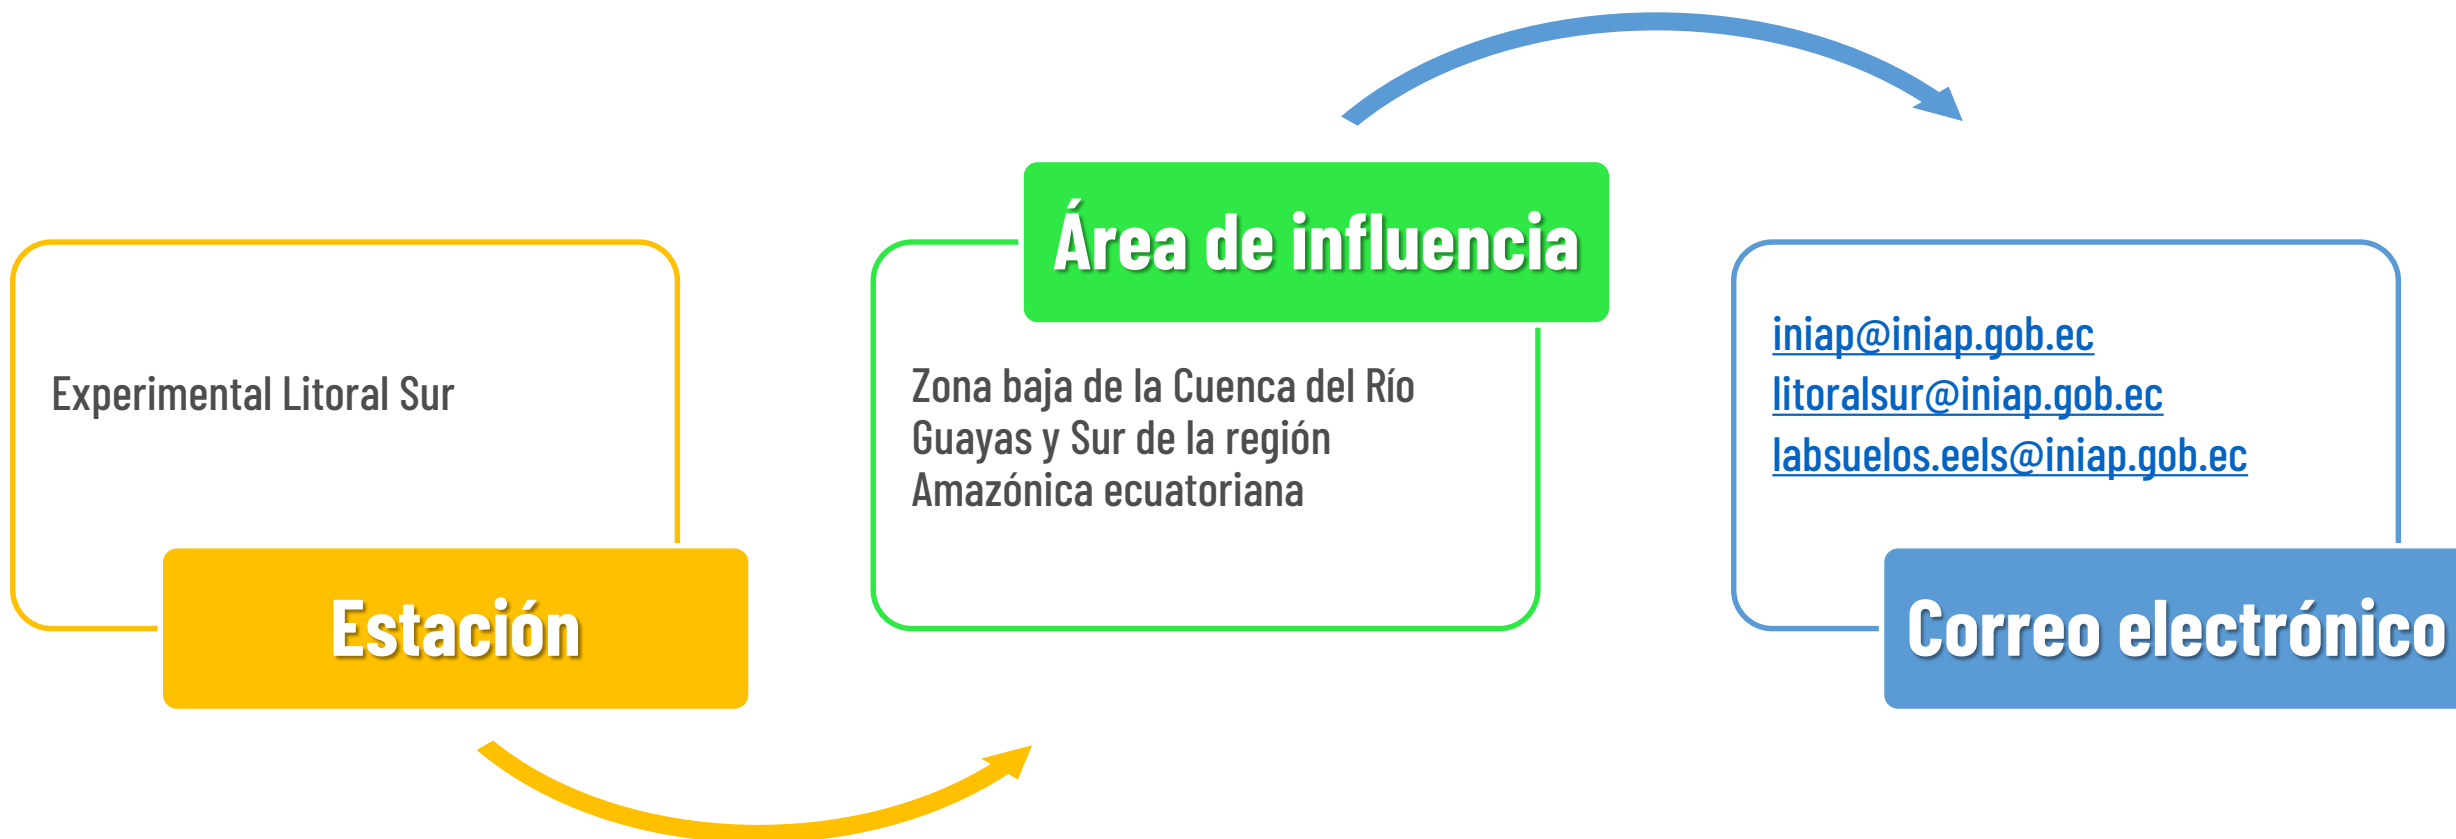 Experimental Litoral Sur
Estación
Área de influencia
Zona baja de la Cuenca del Río
Guayas y Sur de la región
Amazónica ecuatoriana
iniap@iniap.gob.ec
litoralsur@iniap.gob.ec
labsuelos.eels@iniap.gob.ec
Correo electrónico